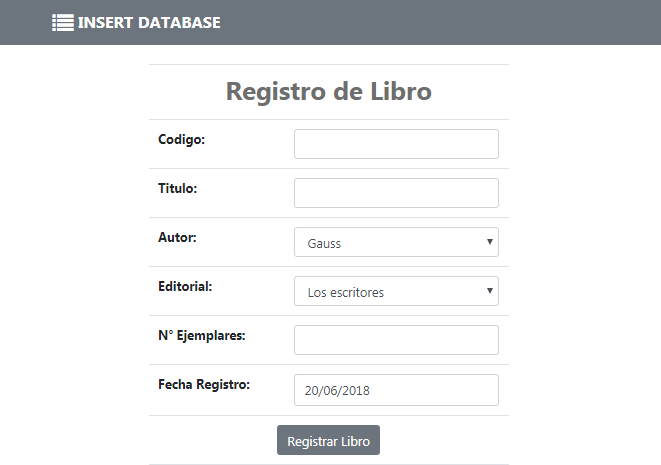 INSERT DATABASE
Registro de Libro
Codigo:
Titulo:
Autor: Gauss
Editorial: Los escritores
N° Ejemplares:
Fecha Registro: 20/06/2018
Registrar Libro